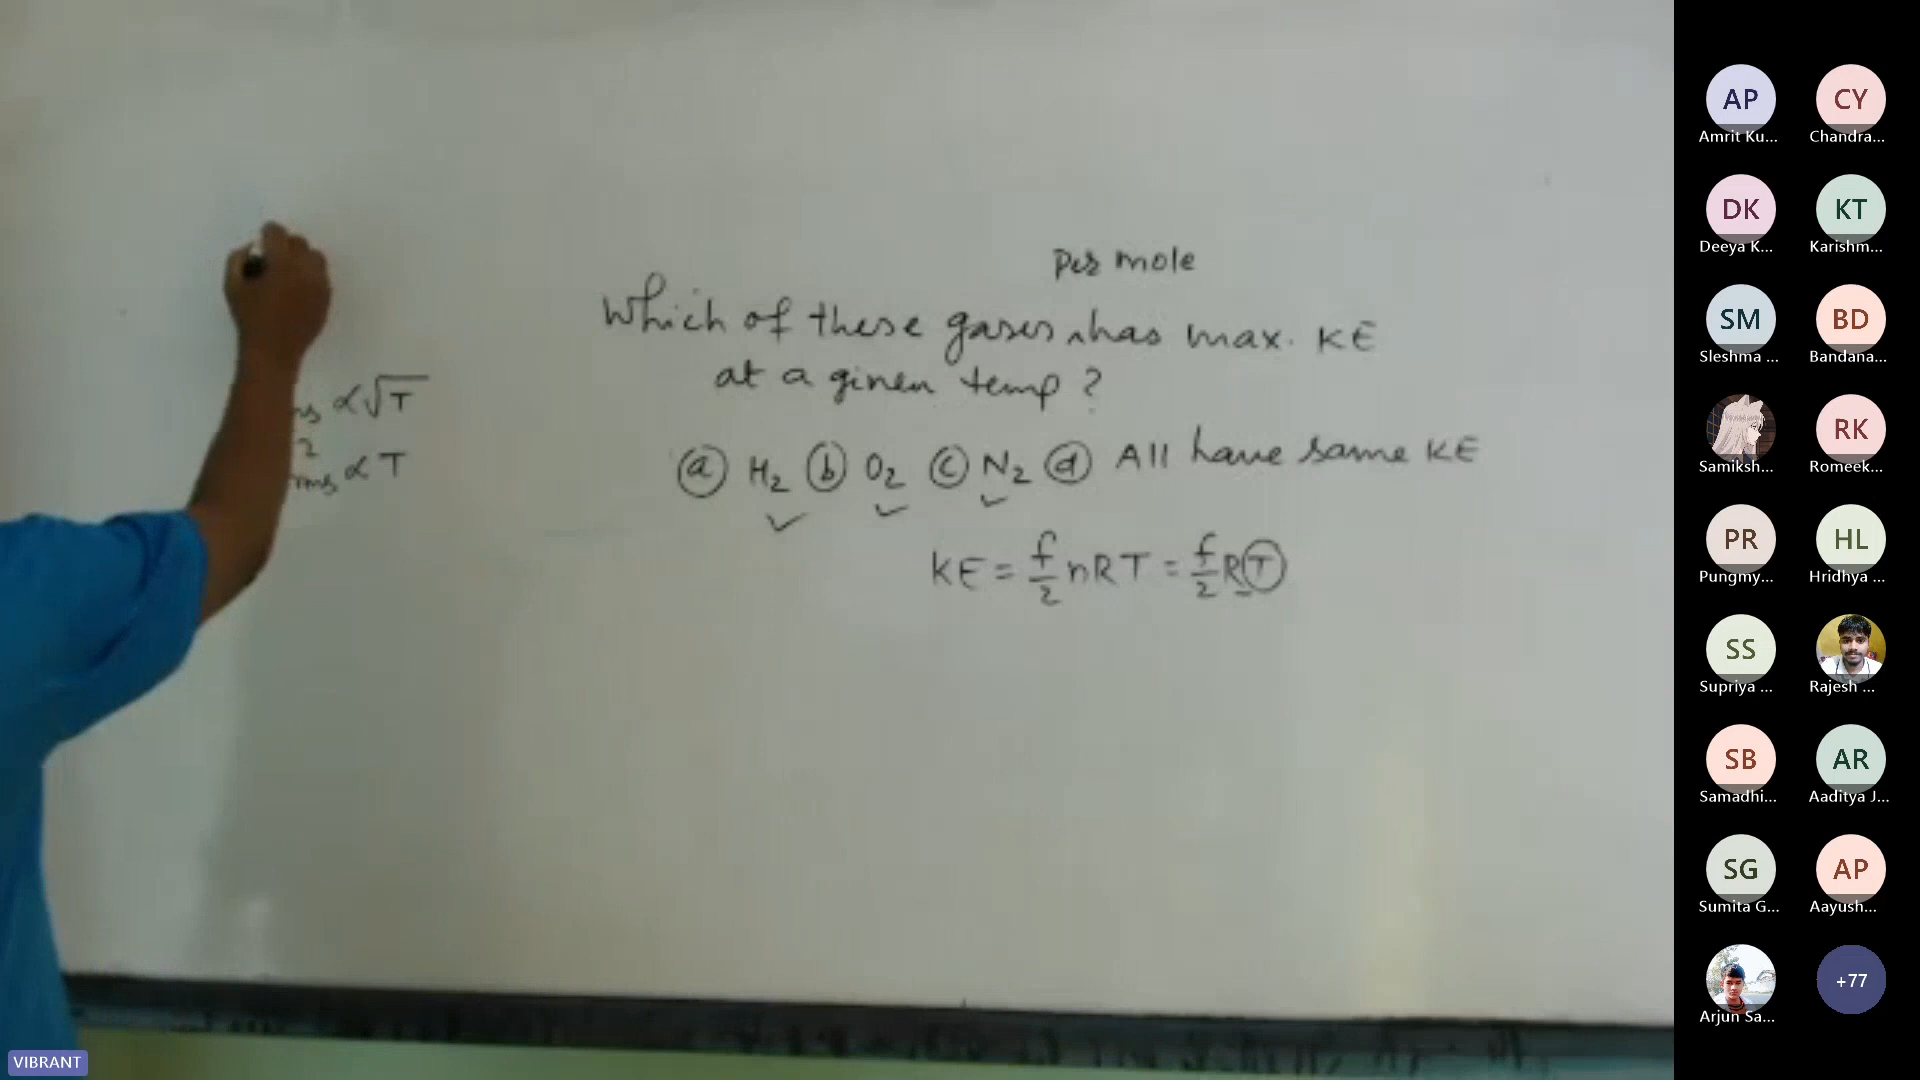 per mole
Which of these gases ^ has max. KE
at a given temp ?
(a) H₂ (b) O₂ (c) N₂ (d) All have same KE
KE = f/2 nRT = f/2 RT
∝ √T
2
rms ∝ T
AP
Amrit Ku...
CY
Chandra...
DK
Deeya K...
KT
Karishm...
SM
Sleshma ...
BD
Bandana...
Samiksh...
RK
Romeek...
PR
Pungmy...
HL
Hridhya ...
SS
Supriya ...
Rajesh ...
SB
Samadhi...
AR
Aaditya J...
SG
Sumita G...
AP
Aayush...
Arjun Sa...
+77
VIBRANT